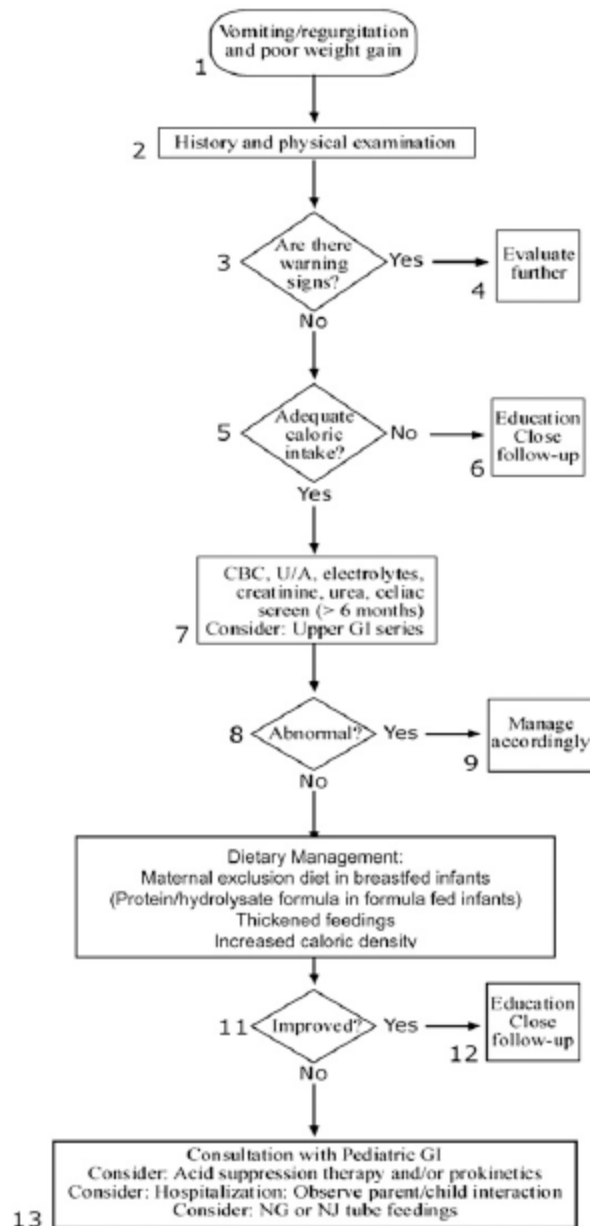 Vomiting/regurgitation
and poor weight gain
1
2
History and physical examination
3
Are there
warning
signs?
Yes
Evaluate
further
4
No
5
Adequate
caloric
intake?
No
Education
Close
follow-up
6
Yes
CBC, U/A, electrolytes,
creatinine, urea, celiac
screen (> 6 months)
Consider: Upper GI series
7
8
Abnormal?
Yes
Manage
accordingly
9
No
Dietary Management:
Maternal exclusion diet in breastfed infants
(Protein/hydrolysate formula in formula fed infants)
Thickened feedings
Increased caloric density
11
Improved?
Yes
Education
Close
follow-up
12
No
Consultation with Pediatric GI
Consider: Acid suppression therapy and/or prokinetics
Consider: Hospitalization: Observe parent/child interaction
Consider: NG or NJ tube feedings
13